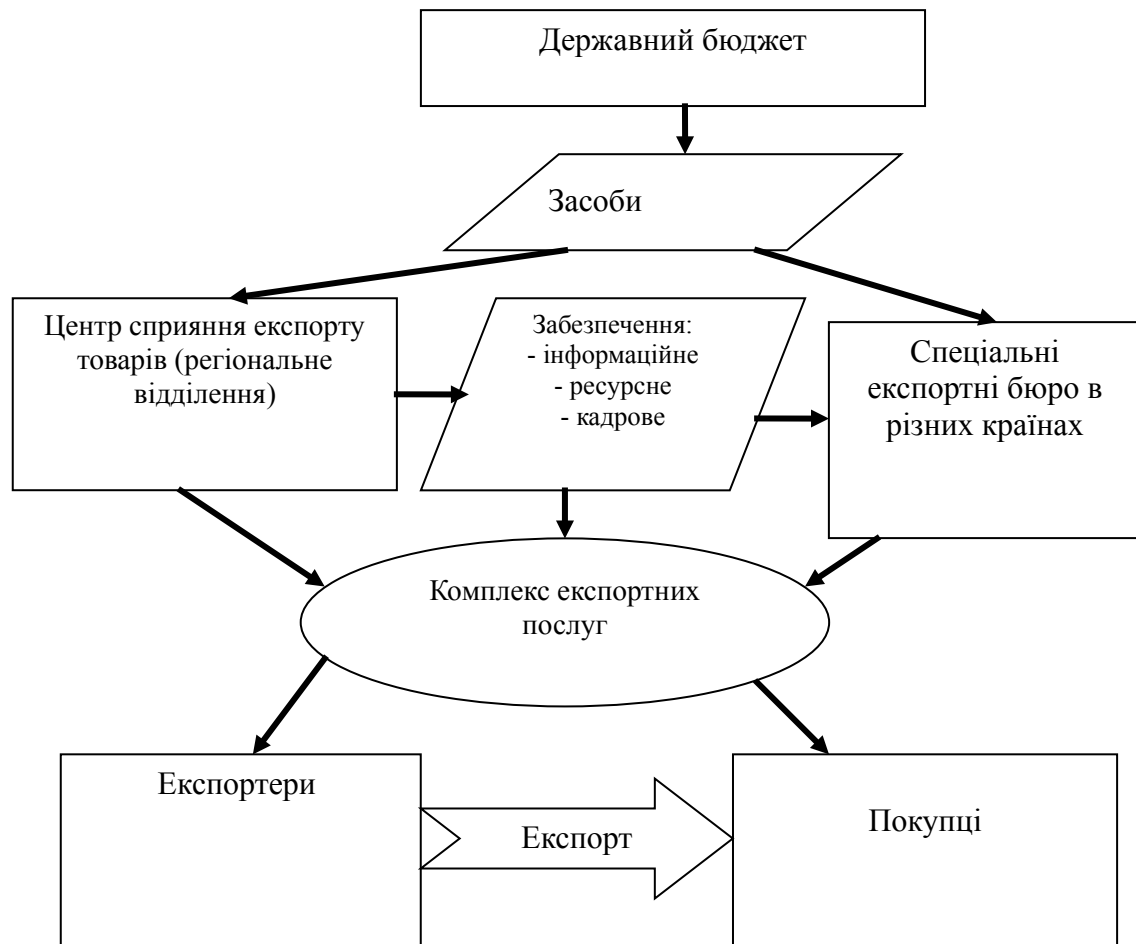 Державний бюджет
Засоби
Центр сприяння експорту
товарів (регіональне
відділення)
Забезпечення:
- інформаційне
- ресурсне
- кадрове
Спеціальні
експортні бюро в
різних країнах
Комплекс експортних
послуг
Експортери
Експорт
Покупці